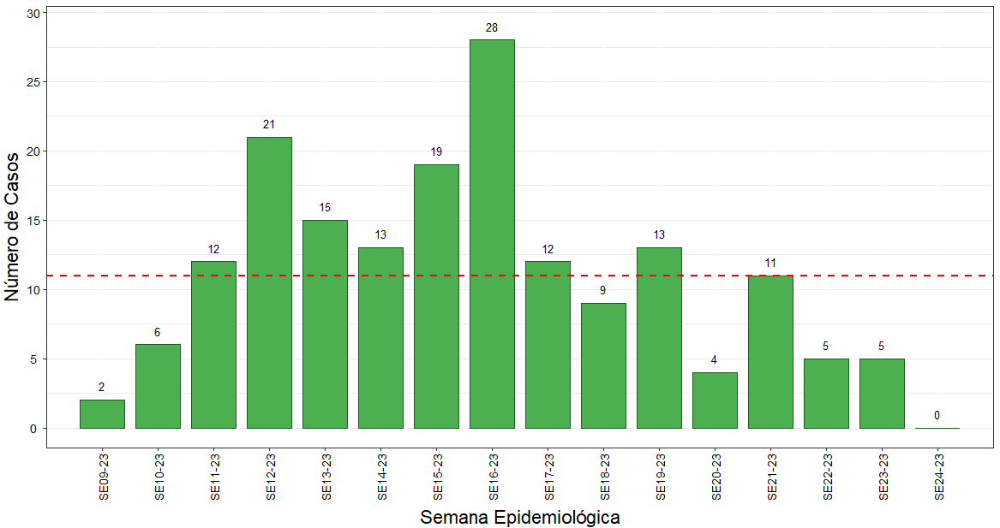 Número de Casos
30
25
20
15
10
5
0
2
6
12
21
15
13
19
28
12
9
13
4
11
5
5
0
SE09-23
SE10-23
SE11-23
SE12-23
SE13-23
SE14-23
SE15-23
SE16-23
SE17-23
SE18-23
SE19-23
SE20-23
SE21-23
SE22-23
SE23-23
SE24-23
Semana Epidemiológica